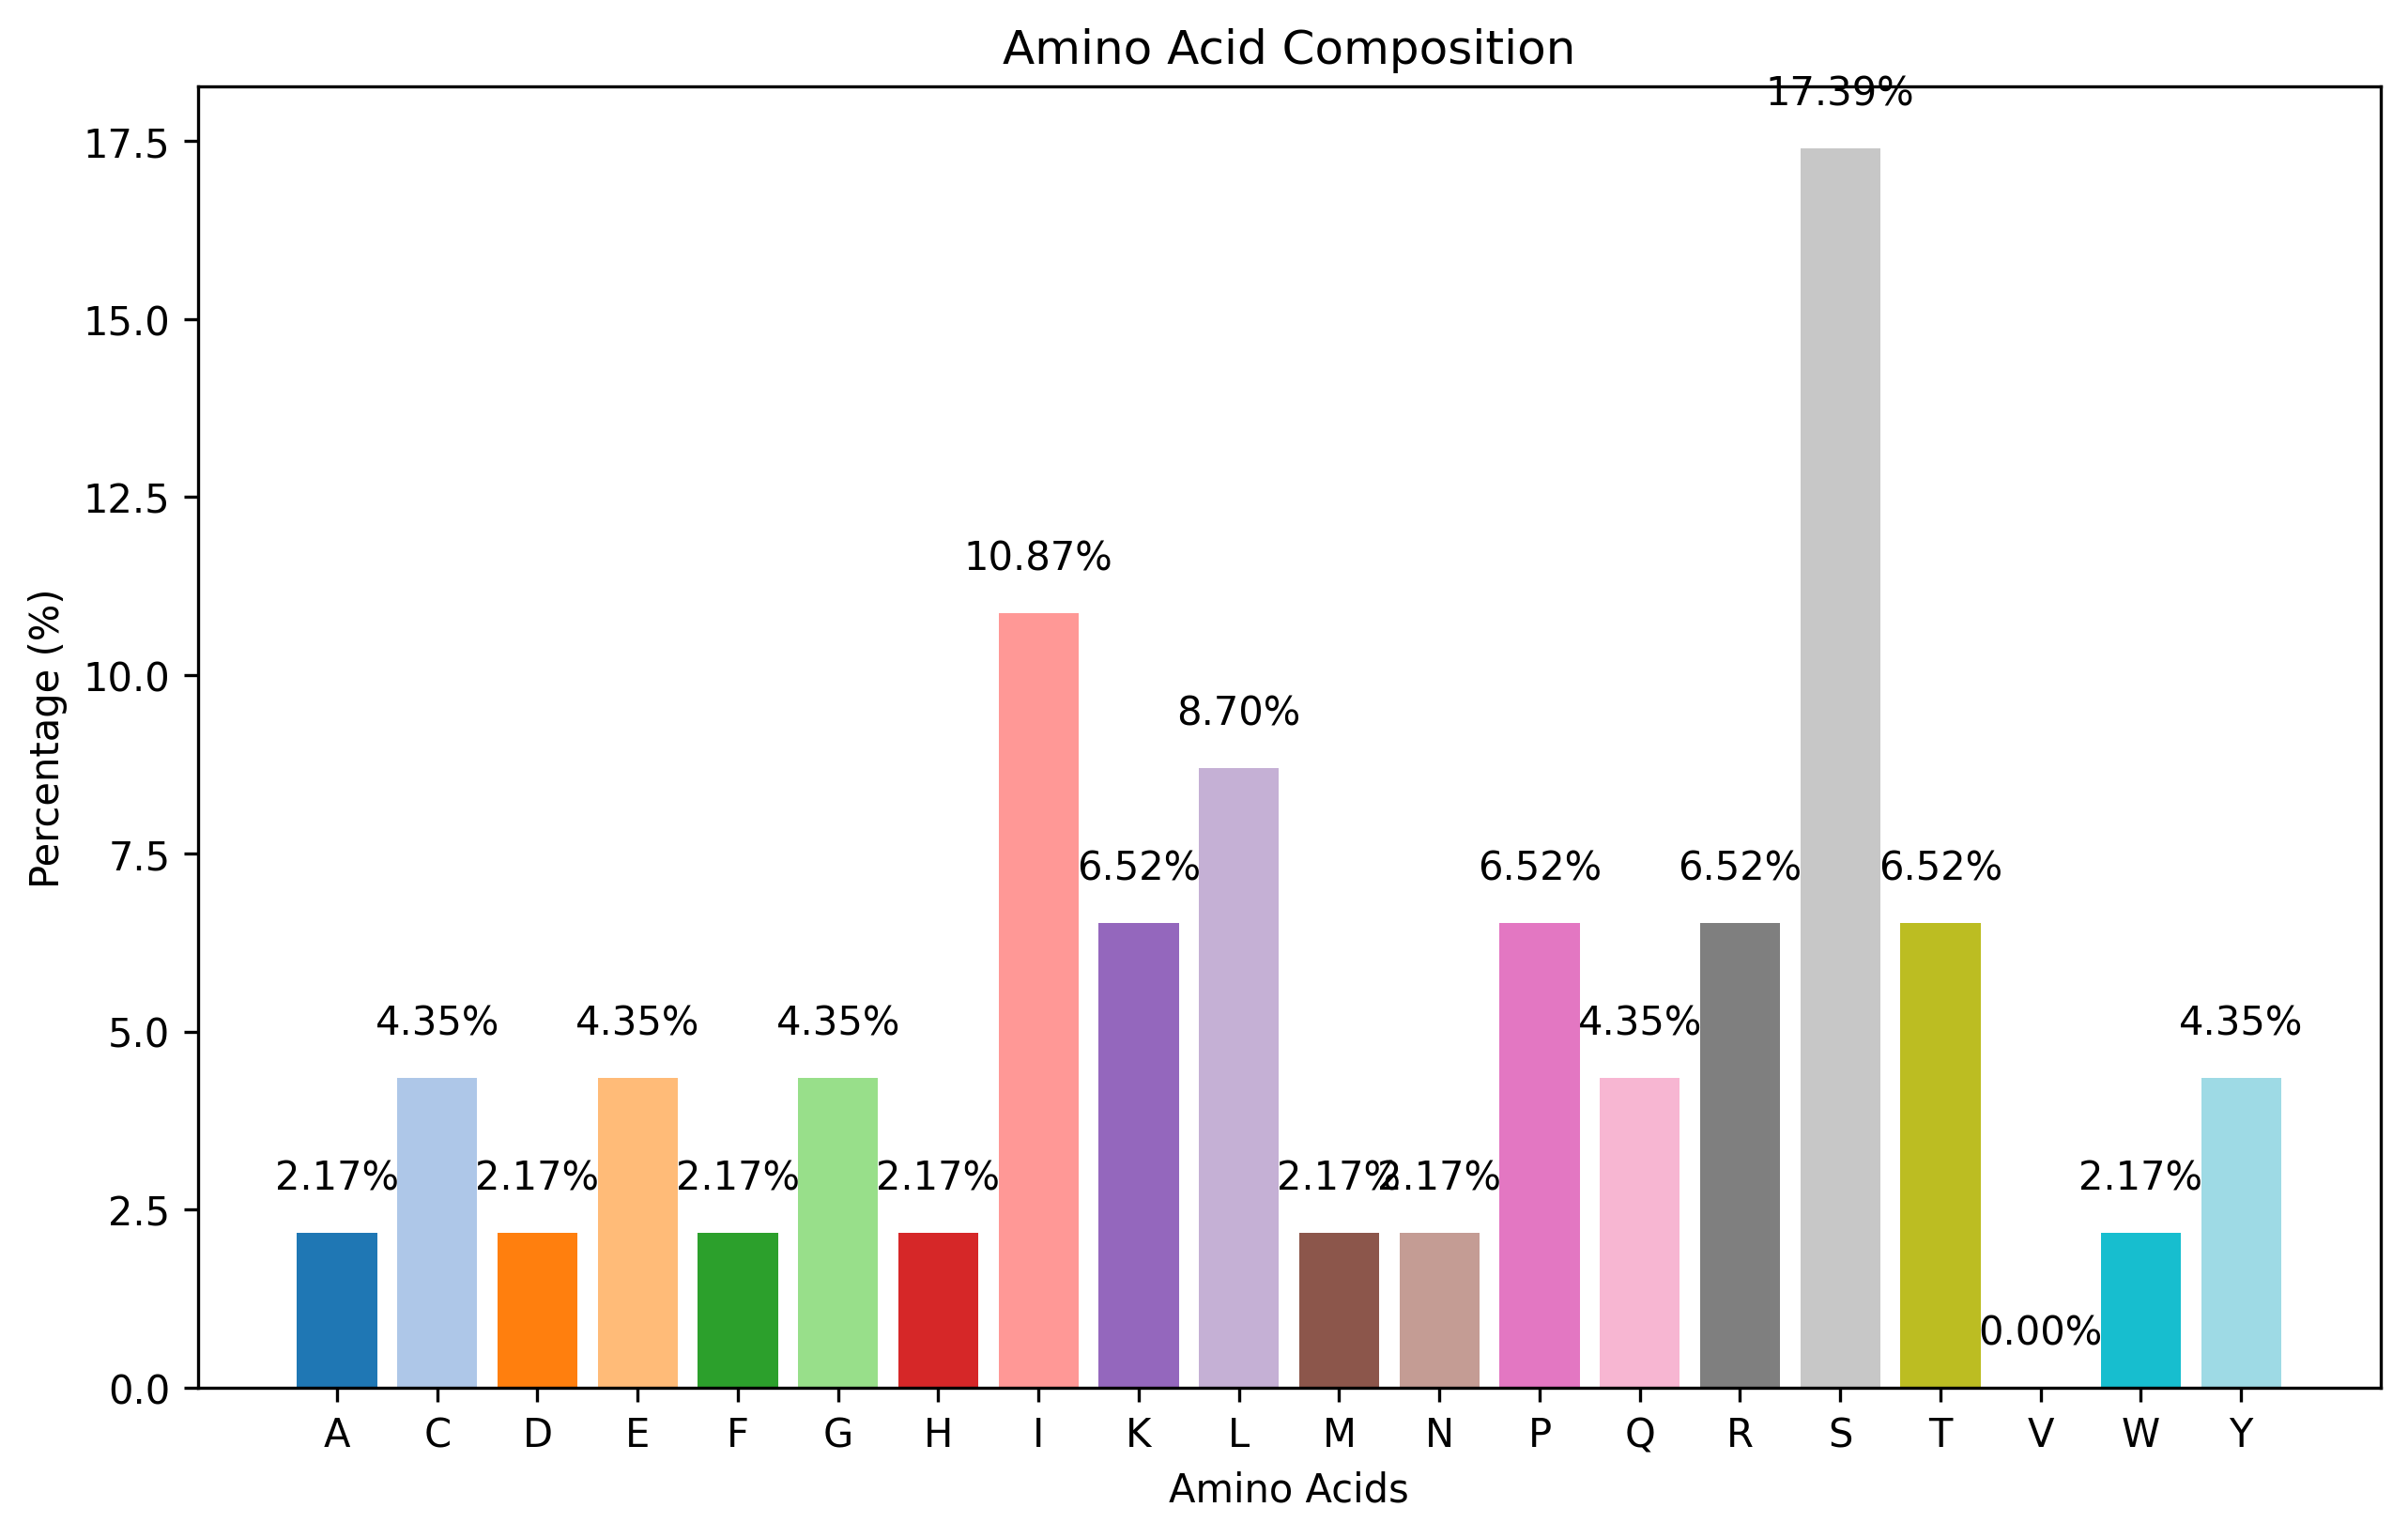 Amino Acid Composition
17.39%
17.5
15.0
12.5
10.87%
10.0
8.70%
7.5
6.52% 6.52% 6.52% 6.52%
5.0
4.35% 4.35% 4.35% 4.35% 4.35%
2.5
2.17% 2.17% 2.17% 2.17% 2.17% 2.17% 2.17%
0.00%
0.0
A C D E F G H I K L M N P Q R S T V W Y
Amino Acids
Percentage (%)